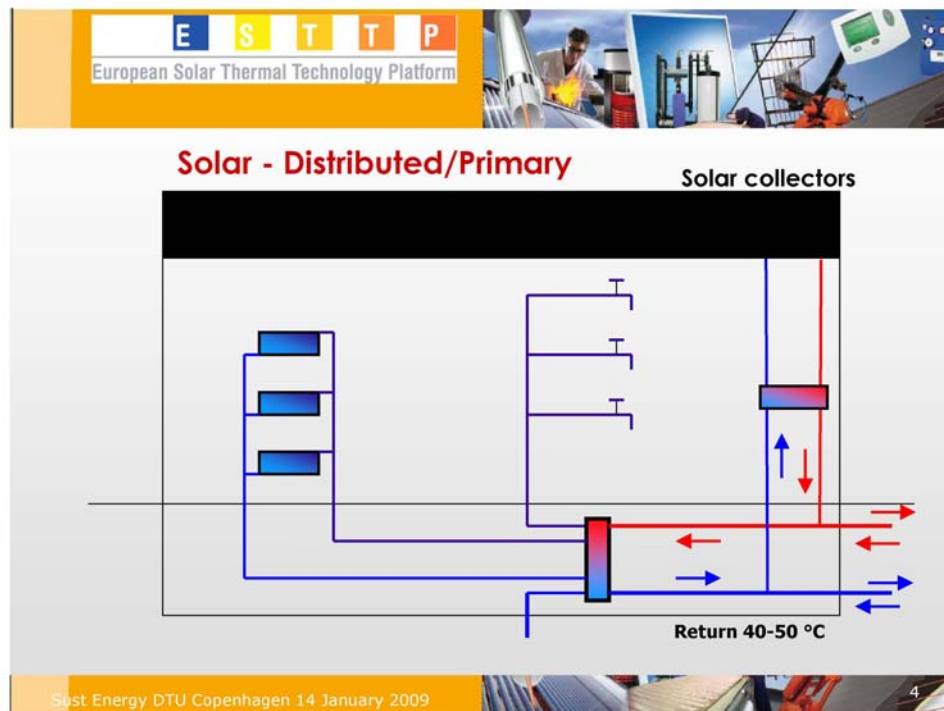 E S T T P
European Solar Thermal Technology Platform
Solar - Distributed/Primary
Solar collectors
Return 40-50 °C
Sust Energy DTU Copenhagen 14 January 2009
4